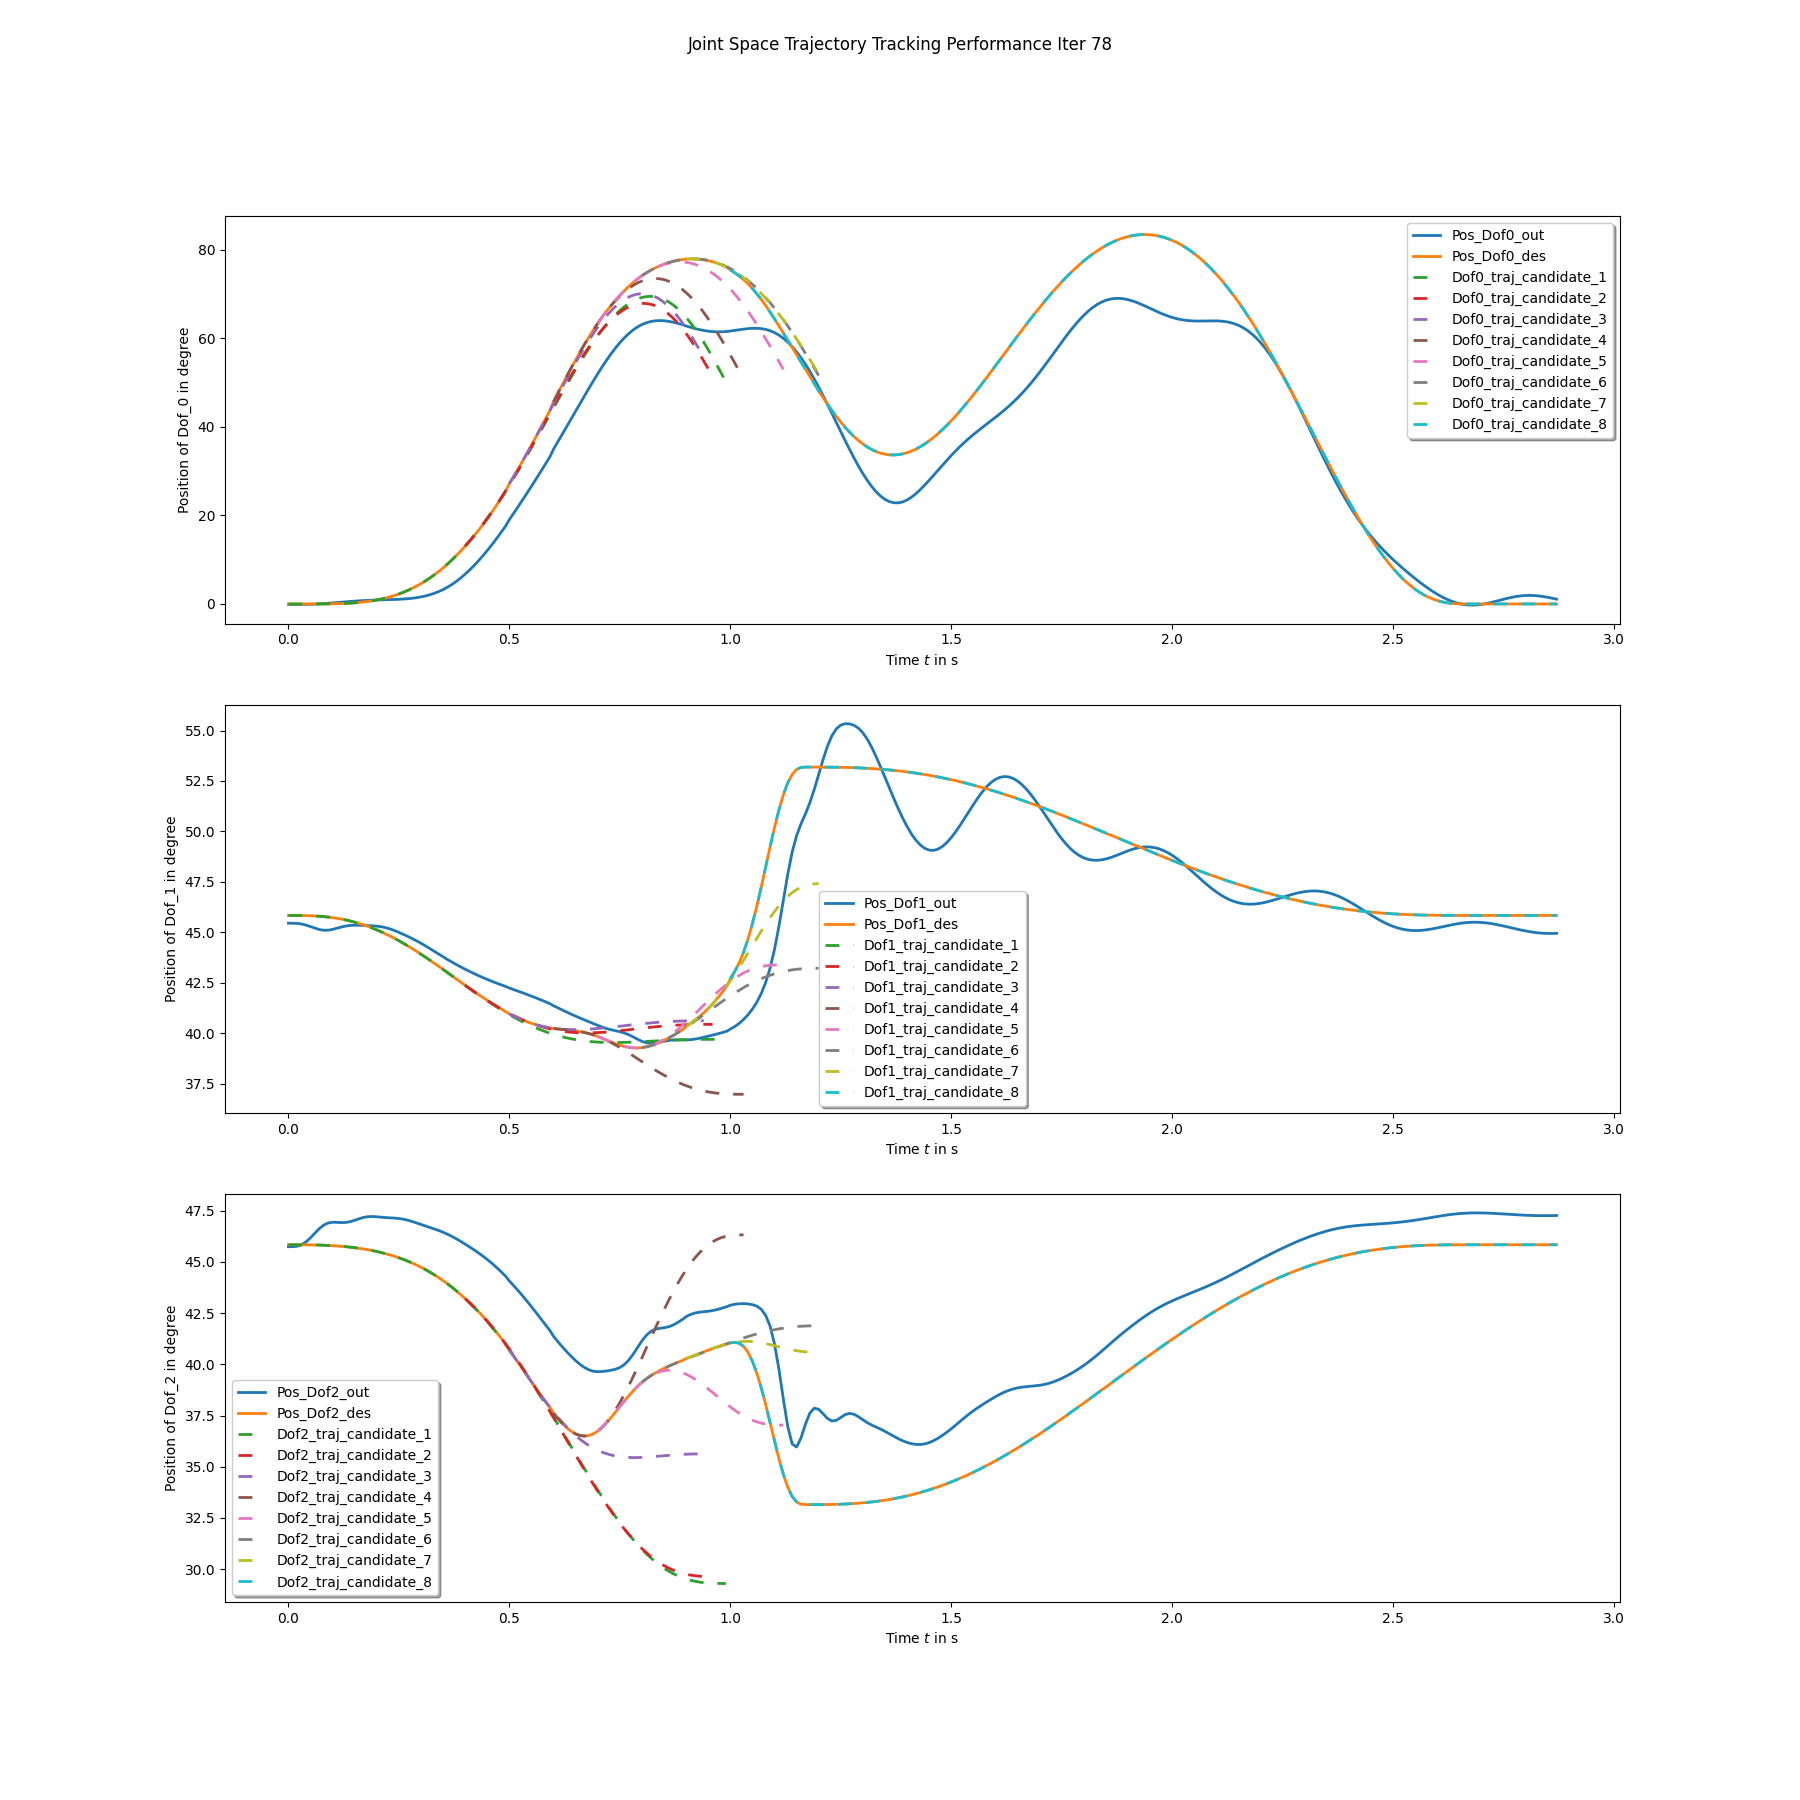 Joint Space Trajectory Tracking Performance Iter 78
Position of Dof_0 in degree
80
60
40
20
0
0.0 0.5 1.0 1.5 2.0 2.5 3.0
Time t in s
Pos_Dof0_out
Pos_Dof0_des
Dof0_traj_candidate_1
Dof0_traj_candidate_2
Dof0_traj_candidate_3
Dof0_traj_candidate_4
Dof0_traj_candidate_5
Dof0_traj_candidate_6
Dof0_traj_candidate_7
Dof0_traj_candidate_8
Position of Dof_1 in degree
55.0
52.5
50.0
47.5
45.0
42.5
40.0
37.5
0.0 0.5 1.0 1.5 2.0 2.5 3.0
Time t in s
Pos_Dof1_out
Pos_Dof1_des
Dof1_traj_candidate_1
Dof1_traj_candidate_2
Dof1_traj_candidate_3
Dof1_traj_candidate_4
Dof1_traj_candidate_5
Dof1_traj_candidate_6
Dof1_traj_candidate_7
Dof1_traj_candidate_8
Position of Dof_2 in degree
47.5
45.0
42.5
40.0
37.5
35.0
32.5
30.0
0.0 0.5 1.0 1.5 2.0 2.5 3.0
Time t in s
Pos_Dof2_out
Pos_Dof2_des
Dof2_traj_candidate_1
Dof2_traj_candidate_2
Dof2_traj_candidate_3
Dof2_traj_candidate_4
Dof2_traj_candidate_5
Dof2_traj_candidate_6
Dof2_traj_candidate_7
Dof2_traj_candidate_8